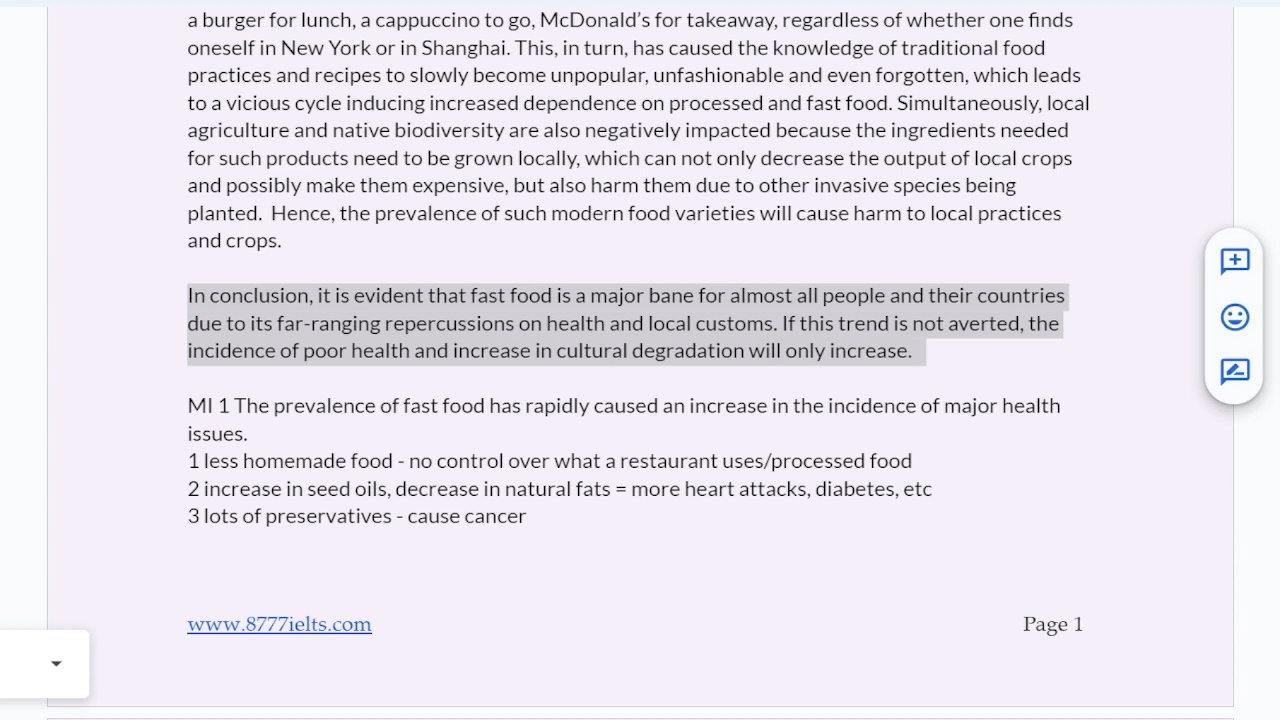 a burger for lunch, a cappuccino to go, McDonald’s for takeaway, regardless of whether one finds
oneself in New York or in Shanghai. This, in turn, has caused the knowledge of traditional food
practices and recipes to slowly become unpopular, unfashionable and even forgotten, which leads
to a vicious cycle inducing increased dependence on processed and fast food. Simultaneously, local
agriculture and native biodiversity are also negatively impacted because the ingredients needed
for such products need to be grown locally, which can not only decrease the output of local crops
and possibly make them expensive, but also harm them due to other invasive species being
planted.  Hence, the prevalence of such modern food varieties will cause harm to local practices
and crops.
In conclusion, it is evident that fast food is a major bane for almost all people and their countries
due to its far-ranging repercussions on health and local customs. If this trend is not averted, the
incidence of poor health and increase in cultural degradation will only increase.
MI 1 The prevalence of fast food has rapidly caused an increase in the incidence of major health
issues.
1 less homemade food - no control over what a restaurant uses/processed food
2 increase in seed oils, decrease in natural fats = more heart attacks, diabetes, etc
3 lots of preservatives - cause cancer
www.8777ielts.com
Page 1